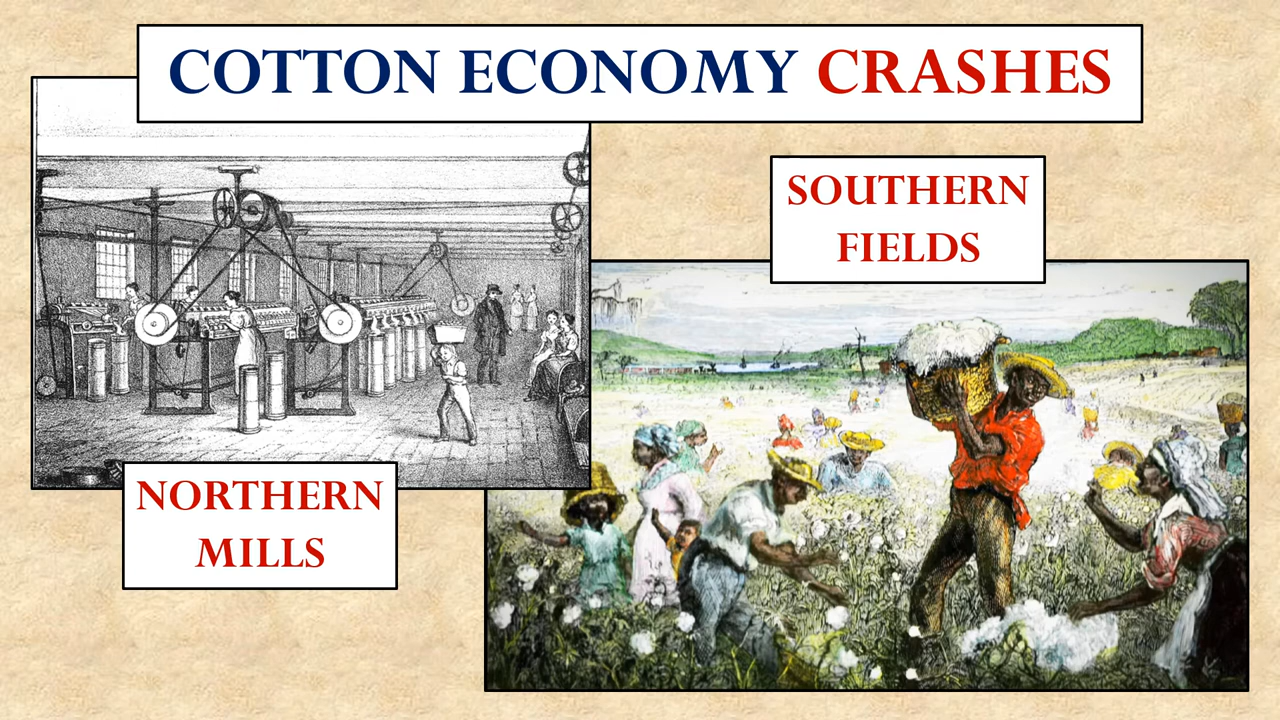 COTTON ECONOMY CRASHES
SOUTHERN
FIELDS
NORTHERN
MILLS